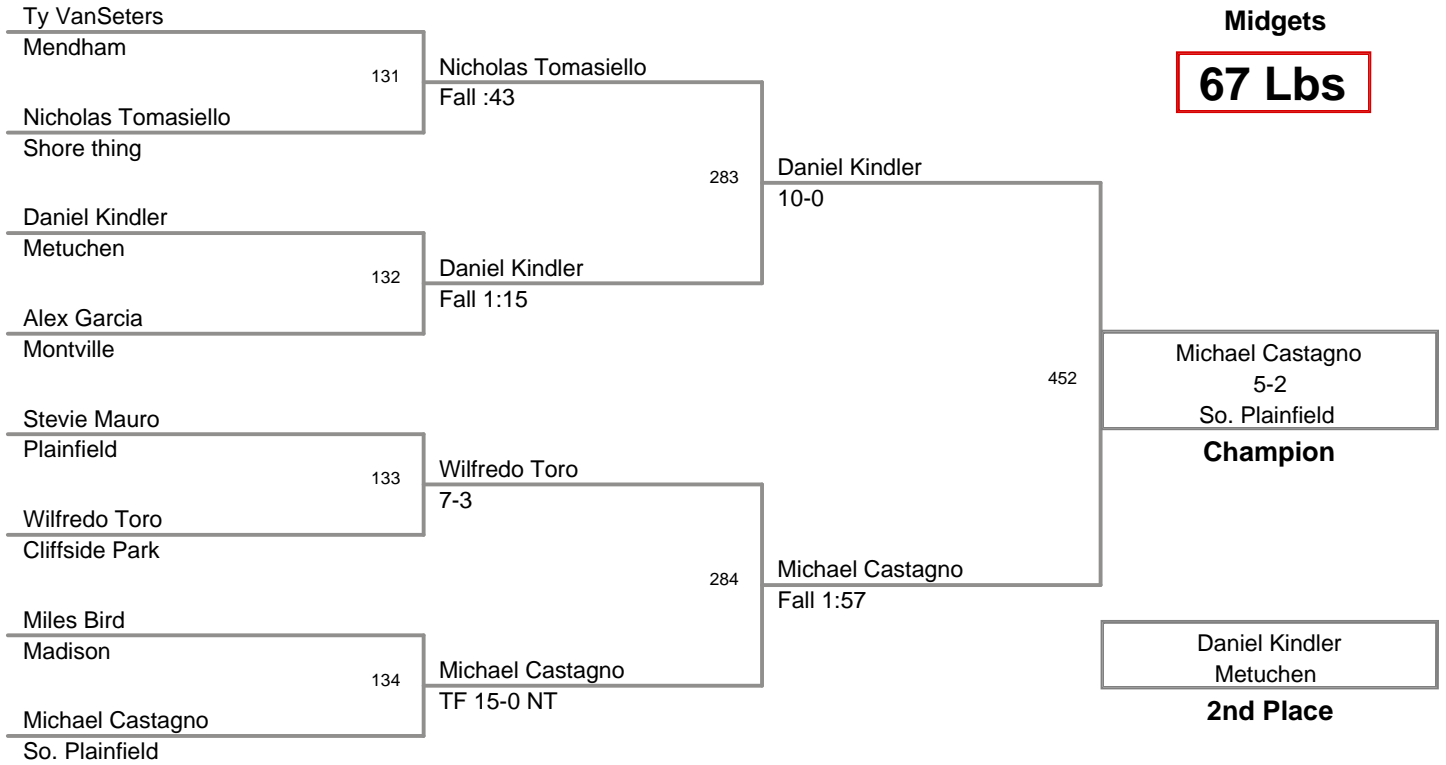 Ty VanSeters
Mendham
131
Nicholas Tomasiello
Shore thing
Nicholas Tomasiello
Fall :43
Daniel Kindler
Metuchen
132
Alex Garcia
Montville
Daniel Kindler
Fall 1:15
283
Daniel Kindler
10-0
Stevie Mauro
Plainfield
133
Wilfredo Toro
Cliffside Park
Wilfredo Toro
7-3
Miles Bird
Madison
134
Michael Castagno
So. Plainfield
Michael Castagno
TF 15-0 NT
284
Michael Castagno
Fall 1:57
452
Midgets
67 Lbs
Michael Castagno
5-2
So. Plainfield
Champion
Daniel Kindler
Metuchen
2nd Place